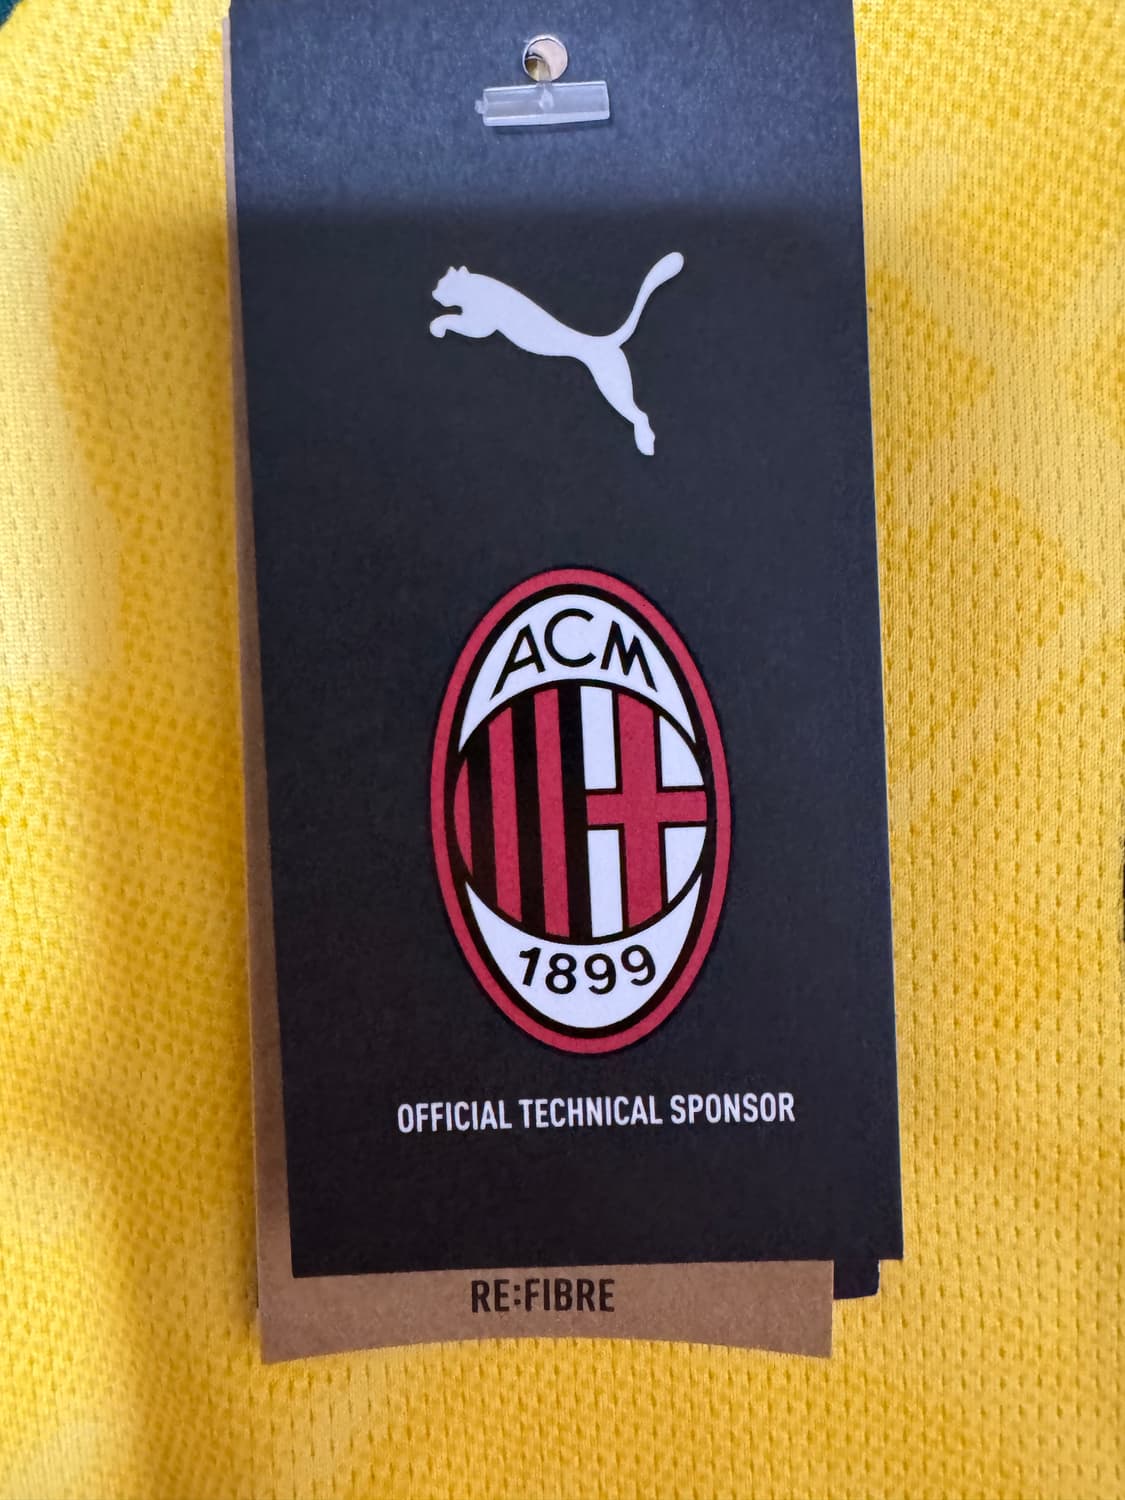 ACM
1899
OFFICIAL TECHNICAL SPONSOR
RE:FIBRE